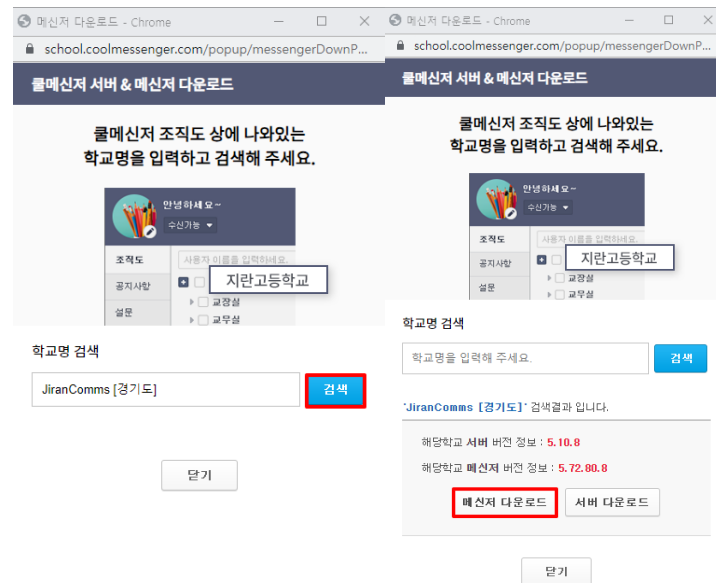 메신저 다운로드 - Chrome
school.coolmessenger.com/popup/messengerDownP...
쿨메신저 서버 & 메신저 다운로드
쿨메신저 조직도 상에 나와있는
학교명을 입력하고 검색해 주세요.
안녕하세요~
수신가능
조직도
사용자 이름을 입력하세요.
지란고등학교
공지사항
교장실
설문
교무실
학교명 검색
JiranComms [경기도]
검색
닫기
메신저 다운로드 - Chrome
school.coolmessenger.com/popup/messengerDownP...
쿨메신저 서버 & 메신저 다운로드
쿨메신저 조직도 상에 나와있는
학교명을 입력하고 검색해 주세요.
안녕하세요~
수신가능
조직도
사용자 이름을 입력하세요.
지란고등학교
공지사항
교장실
설문
교무실
학교명 검색
학교명을 입력해 주세요.
검색
'JiranComms [경기도]' 검색결과 입니다.
해당학교 서버 버전 정보 : 5.10.8
해당학교 메신저 버전 정보 : 5.72.80.8
메신저 다운로드
서버 다운로드
닫기